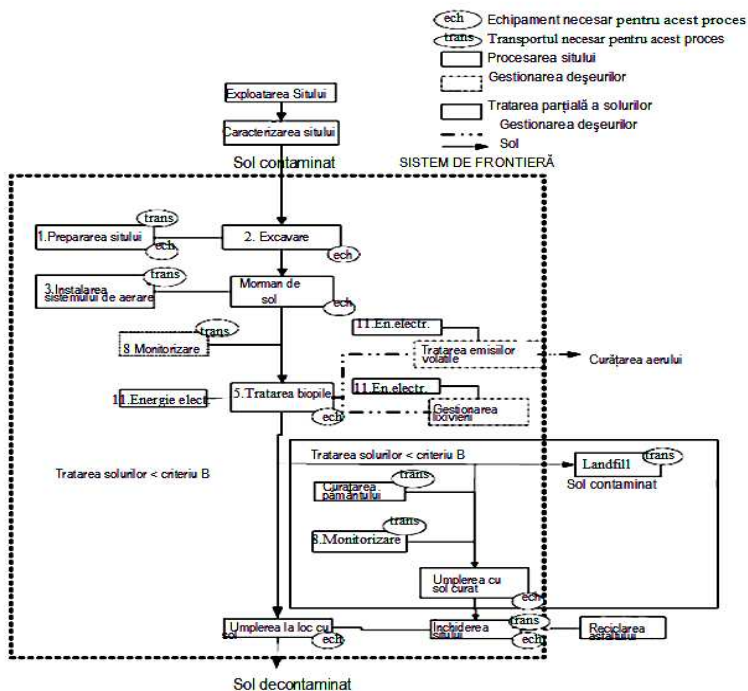 ech Echipament necesar pentru acest proces
trans Transportul necesar pentru acest proces
Procesarea sitului
Gestionarea deşeurilor
Tratarea parţială a solurilor
Gestionarea deşeurilor
Sol
SISTEM DE FRONTIERĂ
Exploatarea Sitului
Caracterizarea sitului
Sol contaminat
trans
1.Prepararea sitului
ech
2. Excavare
ech
trans
3.Instalarea
sistemului de aerare
Morman de
sol
ech
trans
8 Monitorizare
11.En.electr.
Tratarea emisiilor
volatile
Curăţarea aerului
11.Energie electr.
5.Tratarea biopile
ech
11.En.electr.
Gestionarea
lixivierii
Tratarea solurilor < criteriu B
Tratarea solurilor < criteriu B
trans
Landfill
Sol contaminat
trans
Curăţarea
pământului
trans
8.Monitorizare
Umplerea cu
sol curat
ech
Umplerea la loc cu
sol
ech
trans
Inchiderea
sitului
ech
Reciclarea
asfaltului
Sol decontaminat